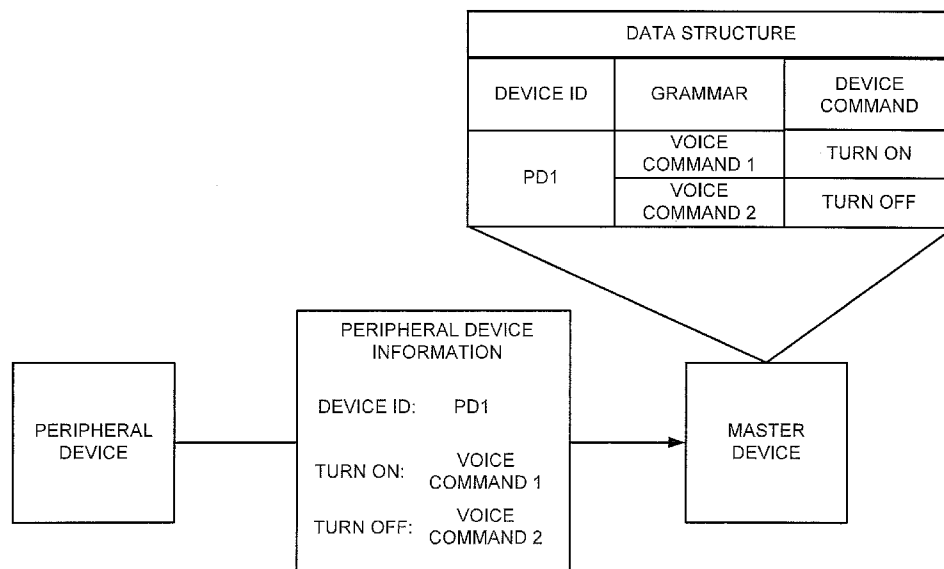 DATA STRUCTURE
DEVICE ID
GRAMMAR
DEVICE
COMMAND
PD1
VOICE
COMMAND 1
TURN ON
VOICE
COMMAND 2
TURN OFF
PERIPHERAL
DEVICE
PERIPHERAL DEVICE
INFORMATION
DEVICE ID: PD1
TURN ON: VOICE
COMMAND 1
TURN OFF: VOICE
COMMAND 2
MASTER
DEVICE